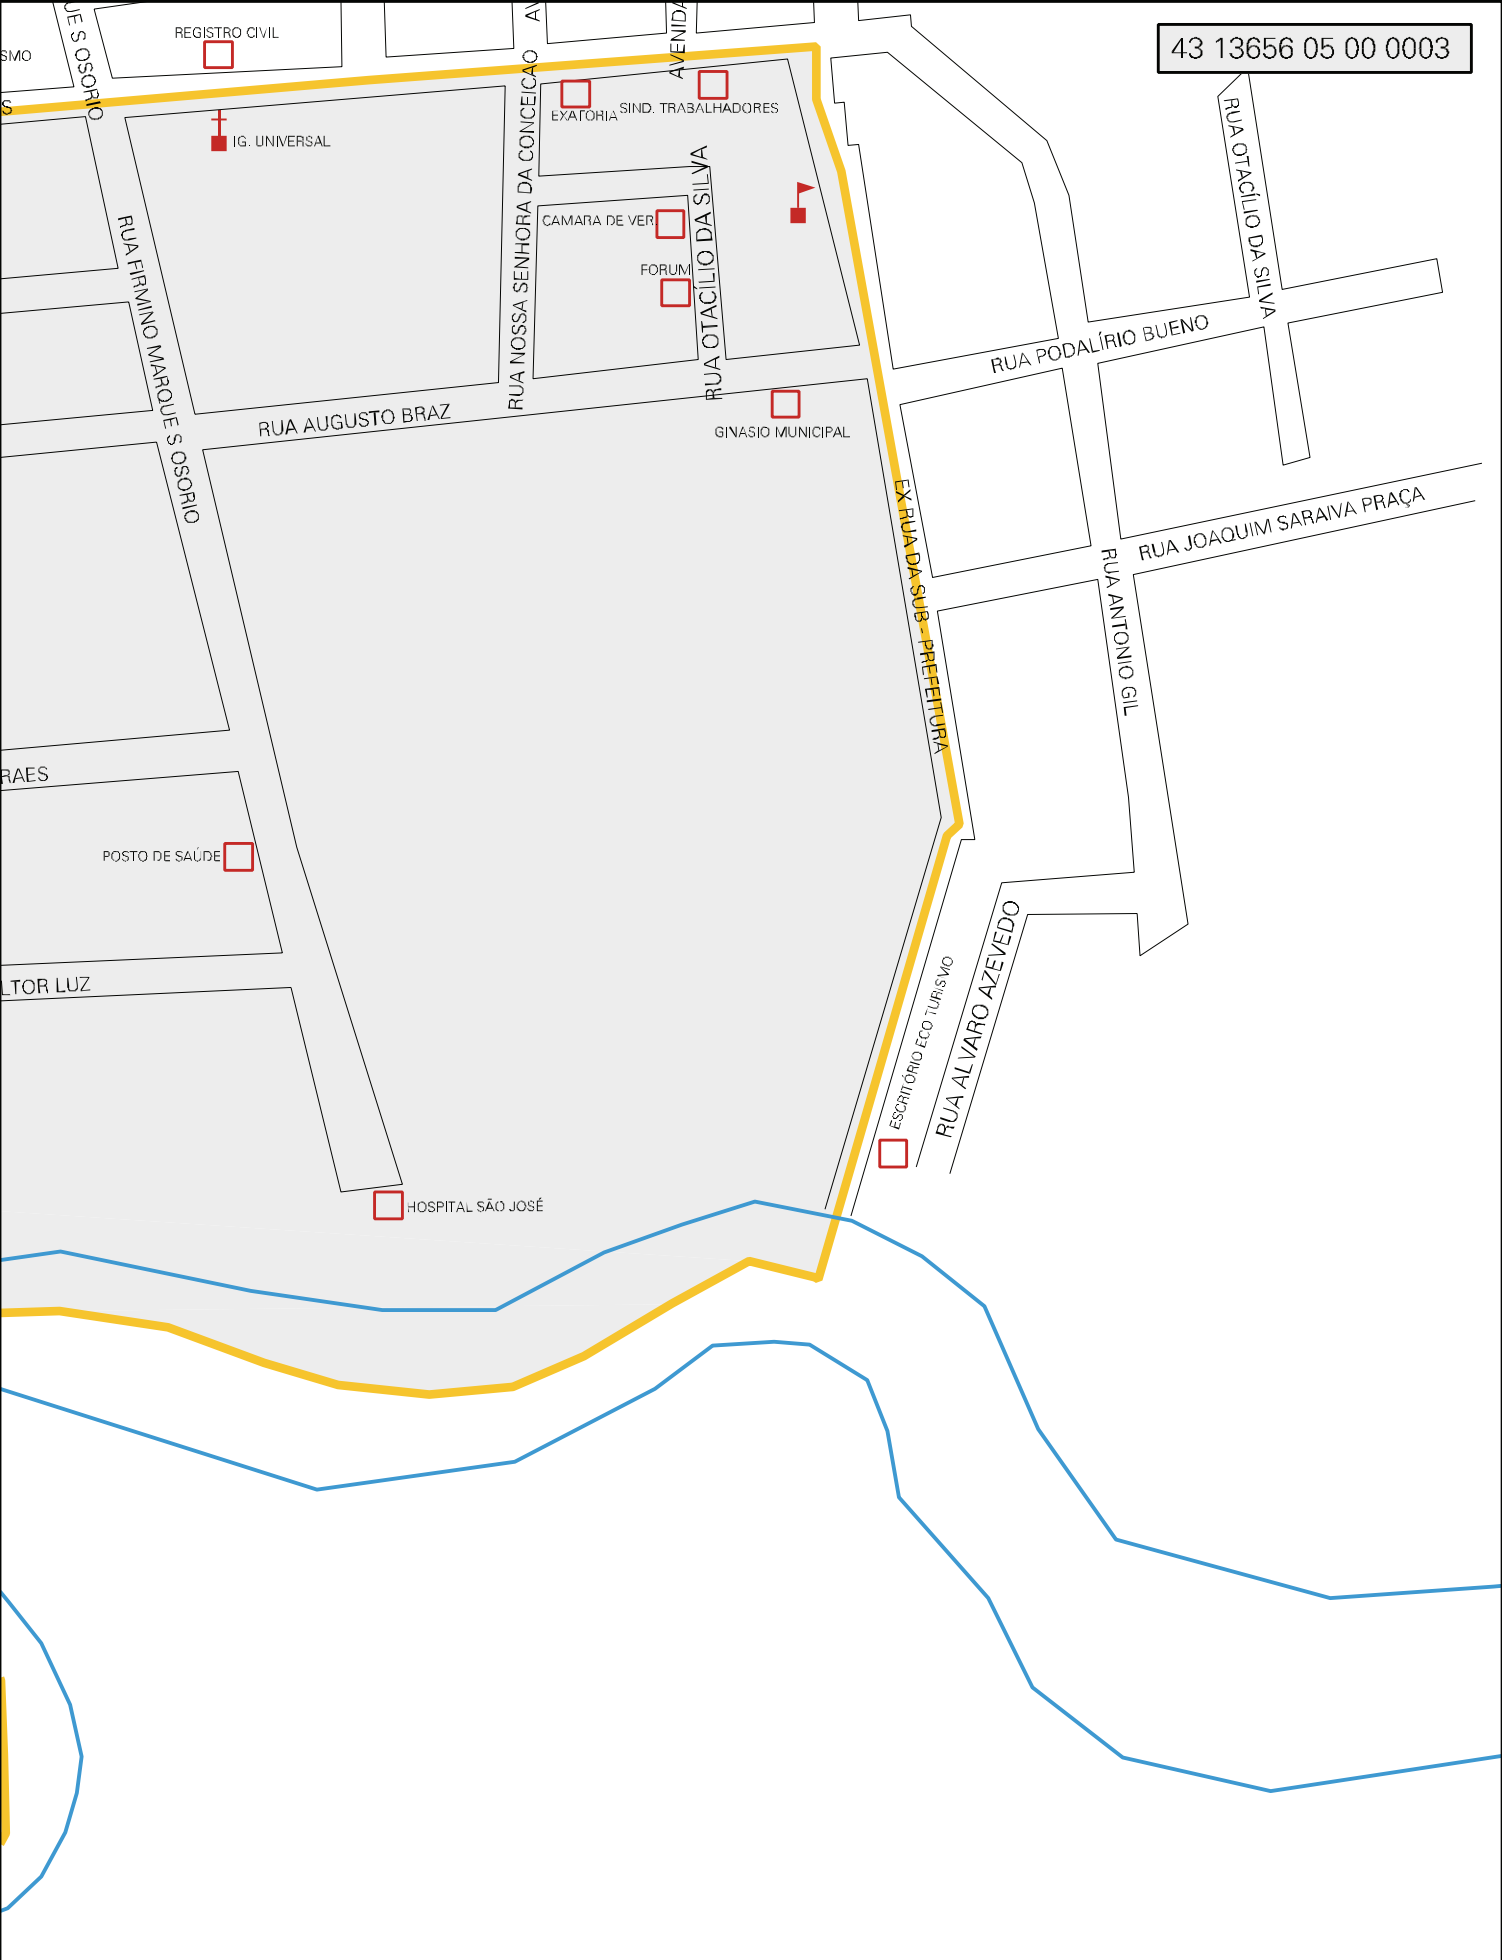 43 13656 05 00 0003
REGISTRO CIVIL
SMO
UE S OSORIO
AV
AVENIDA
S
EXATORIA
SIND. TRABALHADORES
IG. UNIVERSAL
RUA OTACÍLIO DA SILVA
RUA NOSSA SENHORA DA CONCEICAO
RUA OTACÍLIO DA SILVA
CAMARA DE VER.
FORUM
RUA FIRMINO MARQUE S OSORIO
RUA PODALÍRIO BUENO
RUA AUGUSTO BRAZ
GINASIO MUNICIPAL
EX RUA DA SUB - PREFEITURA
RUA JOAQUIM SARAIVA PRAÇA
RUA ANTONIO GIL
RAES
POSTO DE SAÚDE
LTOR LUZ
ESCRITÓRIO ECO TURISMO
RUA ALVARO AZEVEDO
HOSPITAL SÃO JOSÉ